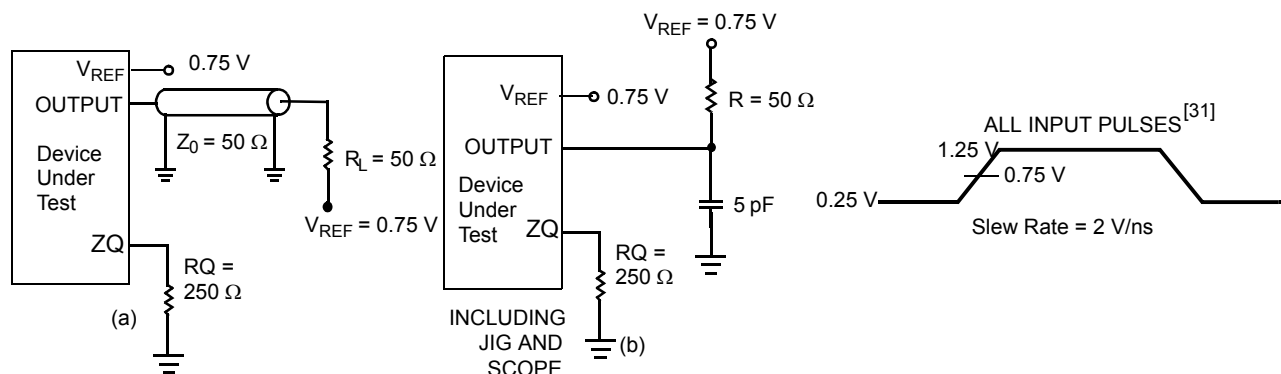 V_REF
0.75 V
OUTPUT
Z_0 = 50 Ω
Device
Under
Test
R_L = 50 Ω
V_REF = 0.75 V
ZQ
RQ =
250 Ω
(a)
V_REF = 0.75 V
V_REF
0.75 V
R = 50 Ω
OUTPUT
Device
Under
Test
5 pF
ZQ
RQ =
250 Ω
INCLUDING
JIG AND
SCOPE
(b)
ALL INPUT PULSES[31]
1.25 V
0.75 V
0.25 V
Slew Rate = 2 V/ns